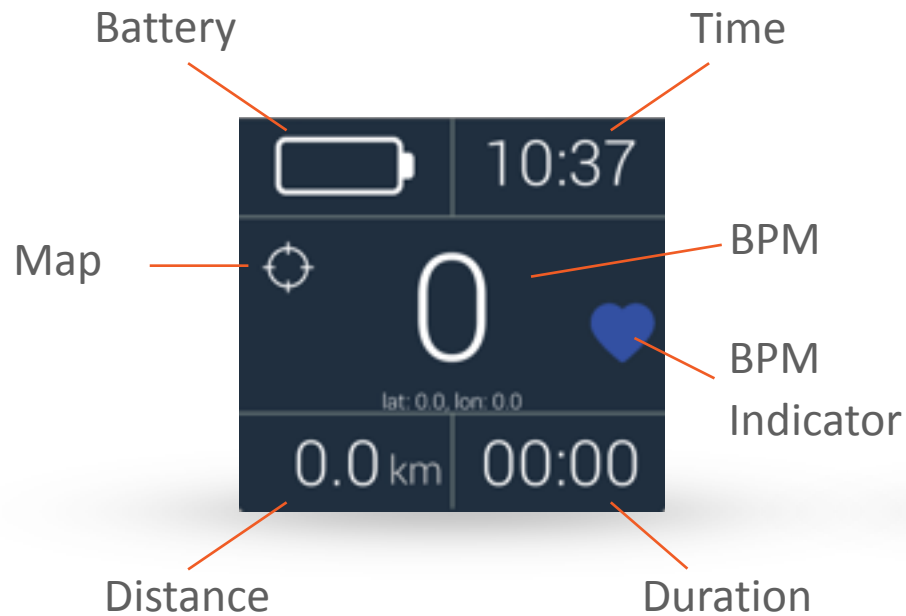 Battery
Time
10:37
Map
0
BPM
BPM
Indicator
lat: 0.0, lon: 0.0
0.0 km
00:00
Distance
Duration